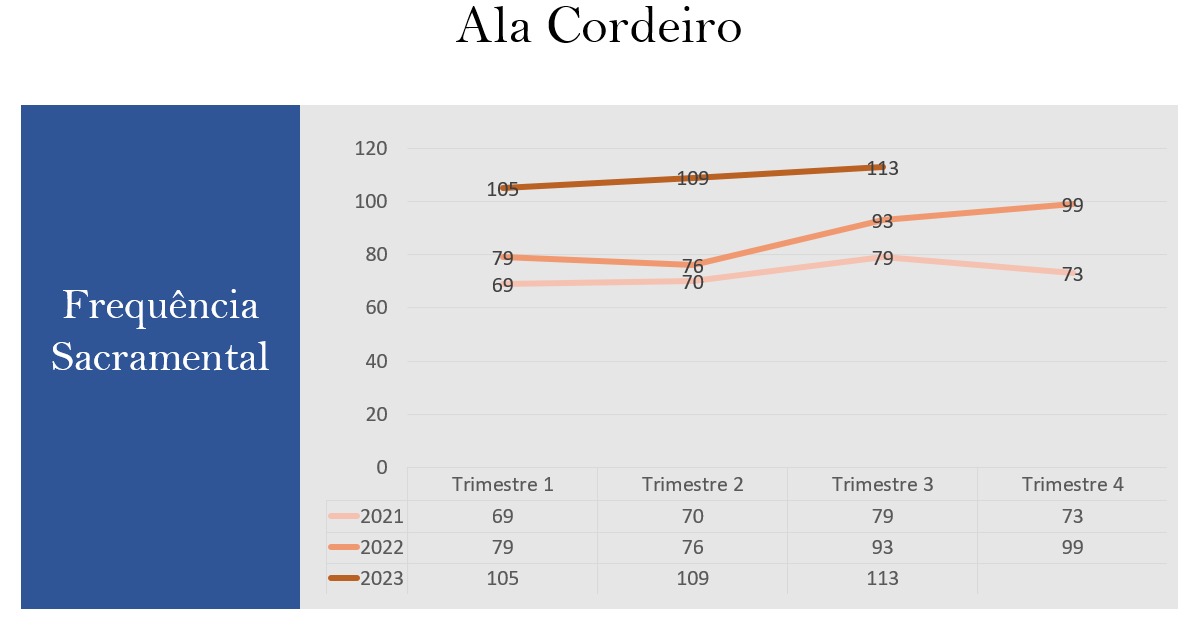 Ala Cordeiro
Frequência
Sacramental
120
100
80
60
40
20
0
105 109 113
79 76 93 99
69 70 79 73
Trimestre 1 Trimestre 2 Trimestre 3 Trimestre 4
2021 69 70 79 73
2022 79 76 93 99
2023 105 109 113